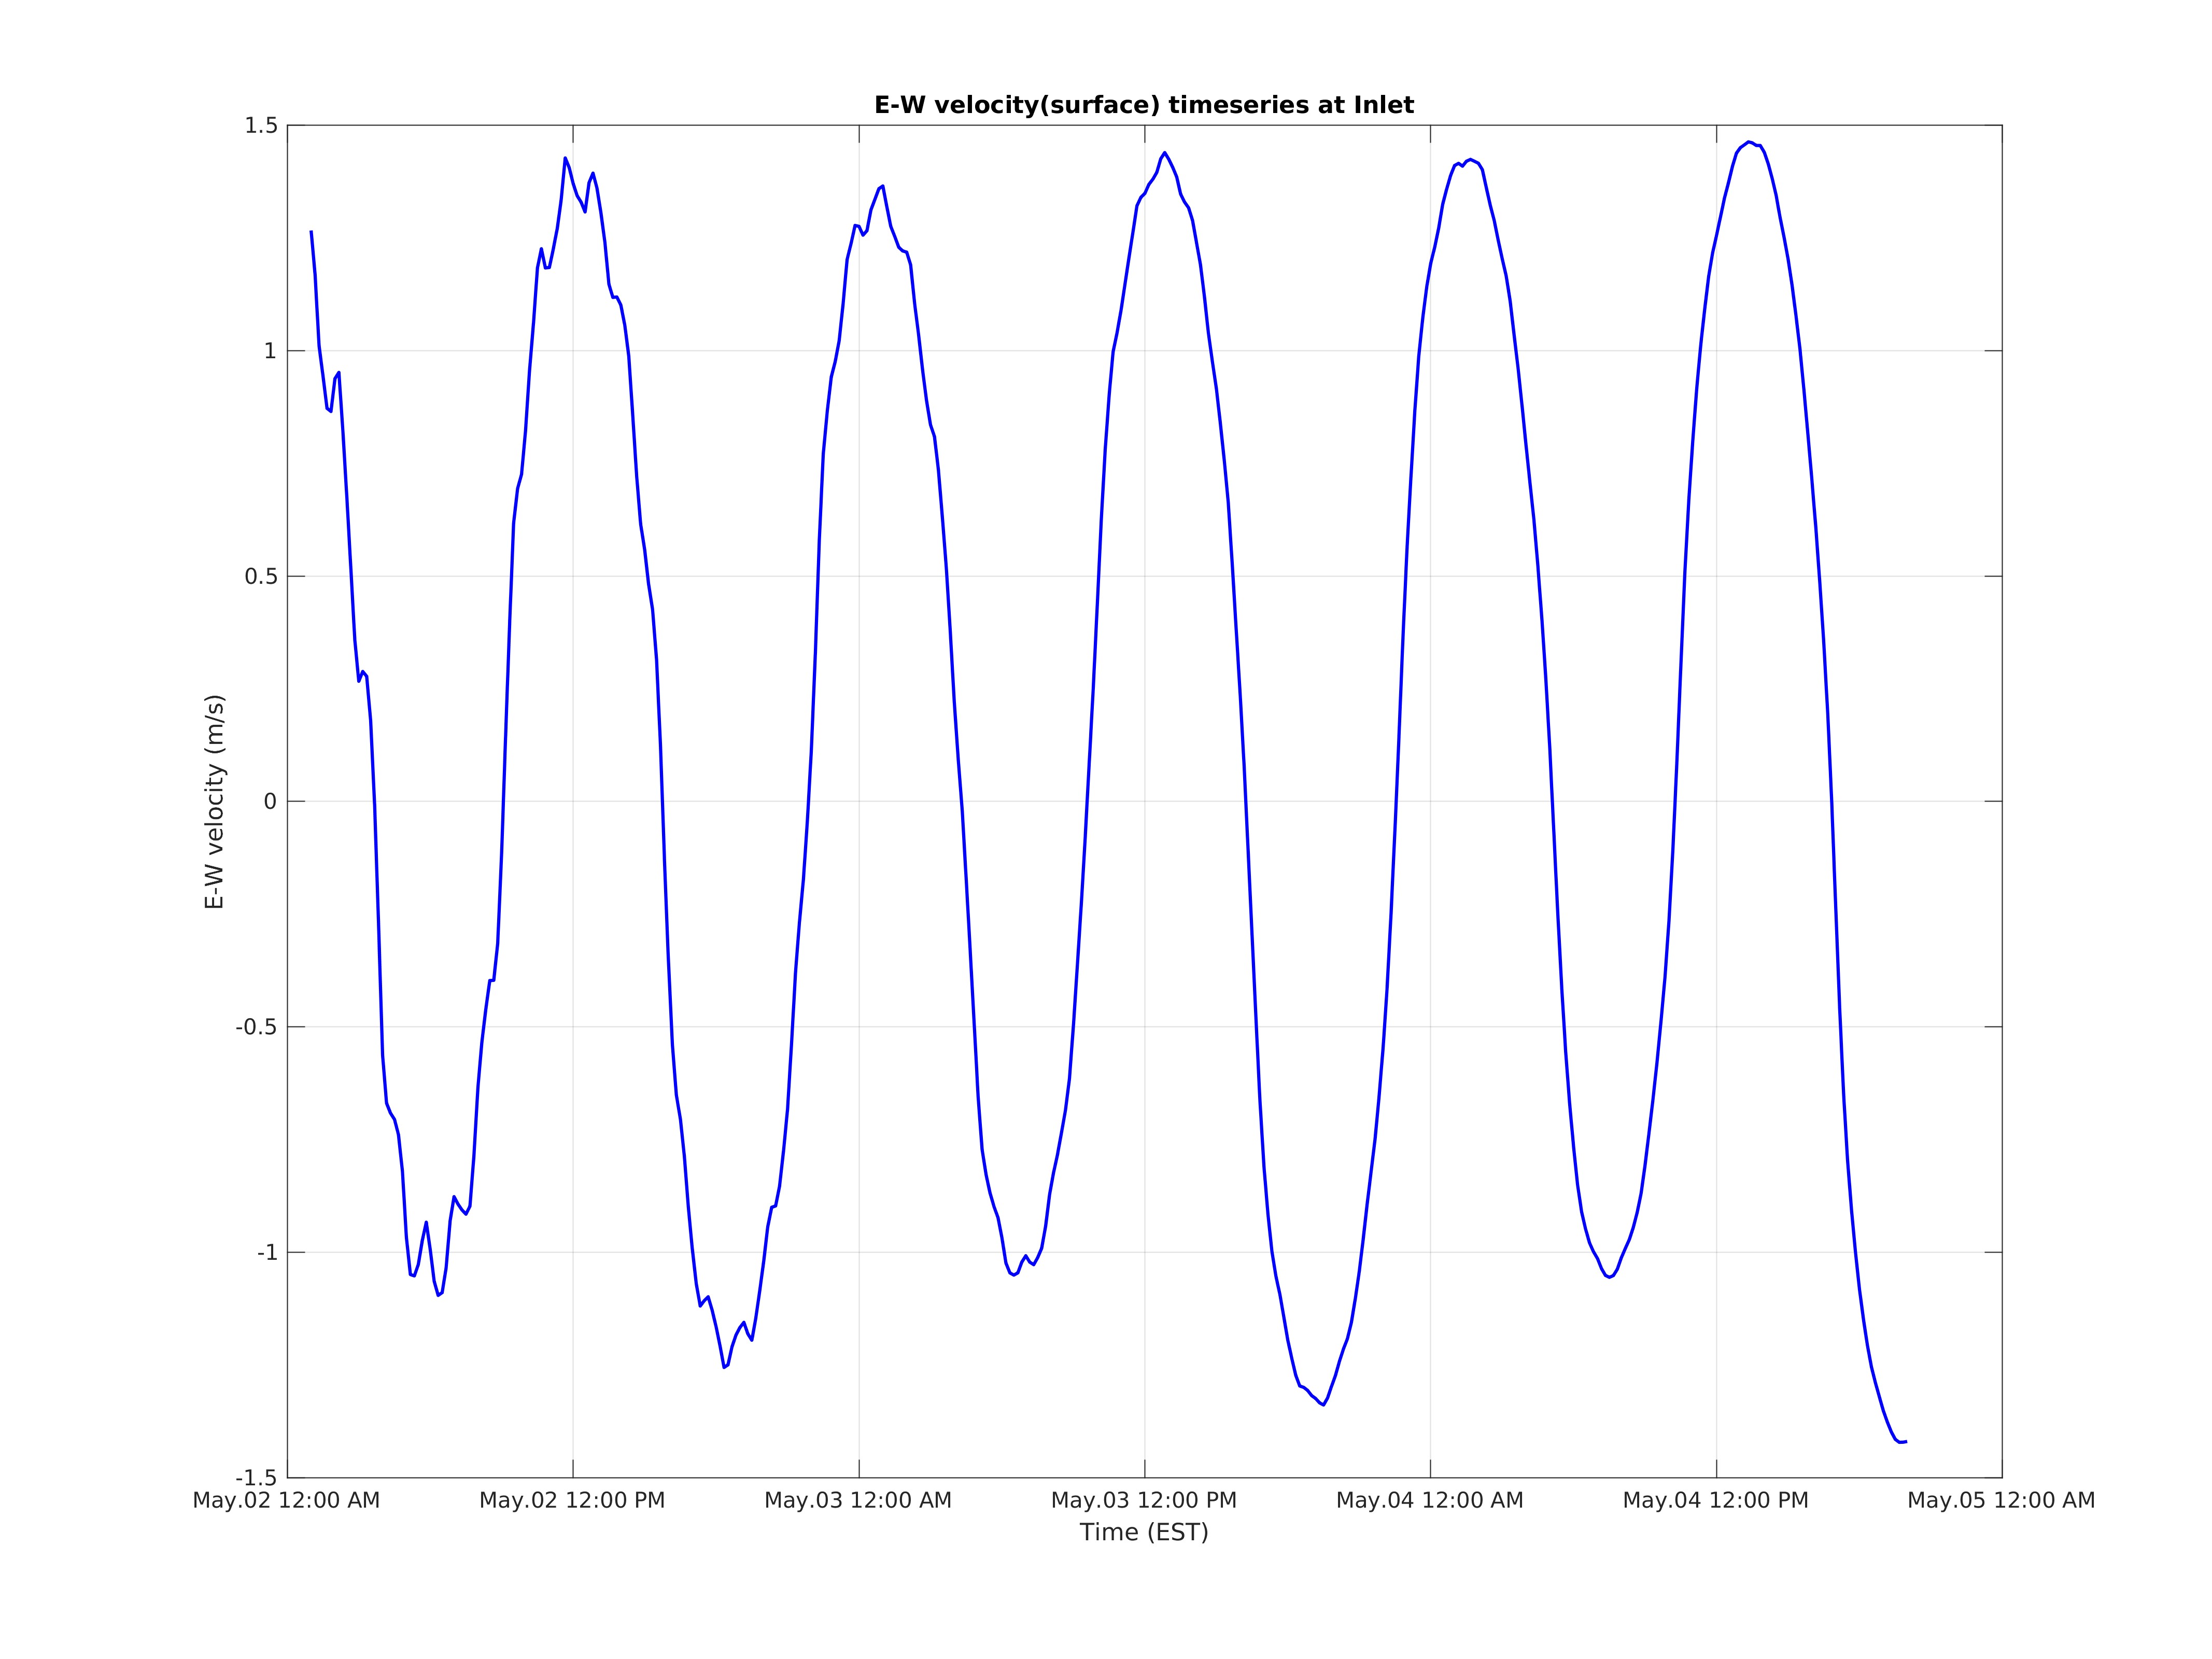 E-W velocity(surface) timeseries at Inlet
1.5
1
0.5
0
-0.5
-1
-1.5
E-W velocity (m/s)
May.02 12:00 AM May.02 12:00 PM May.03 12:00 AM May.03 12:00 PM May.04 12:00 AM May.04 12:00 PM May.05 12:00 AM
Time (EST)